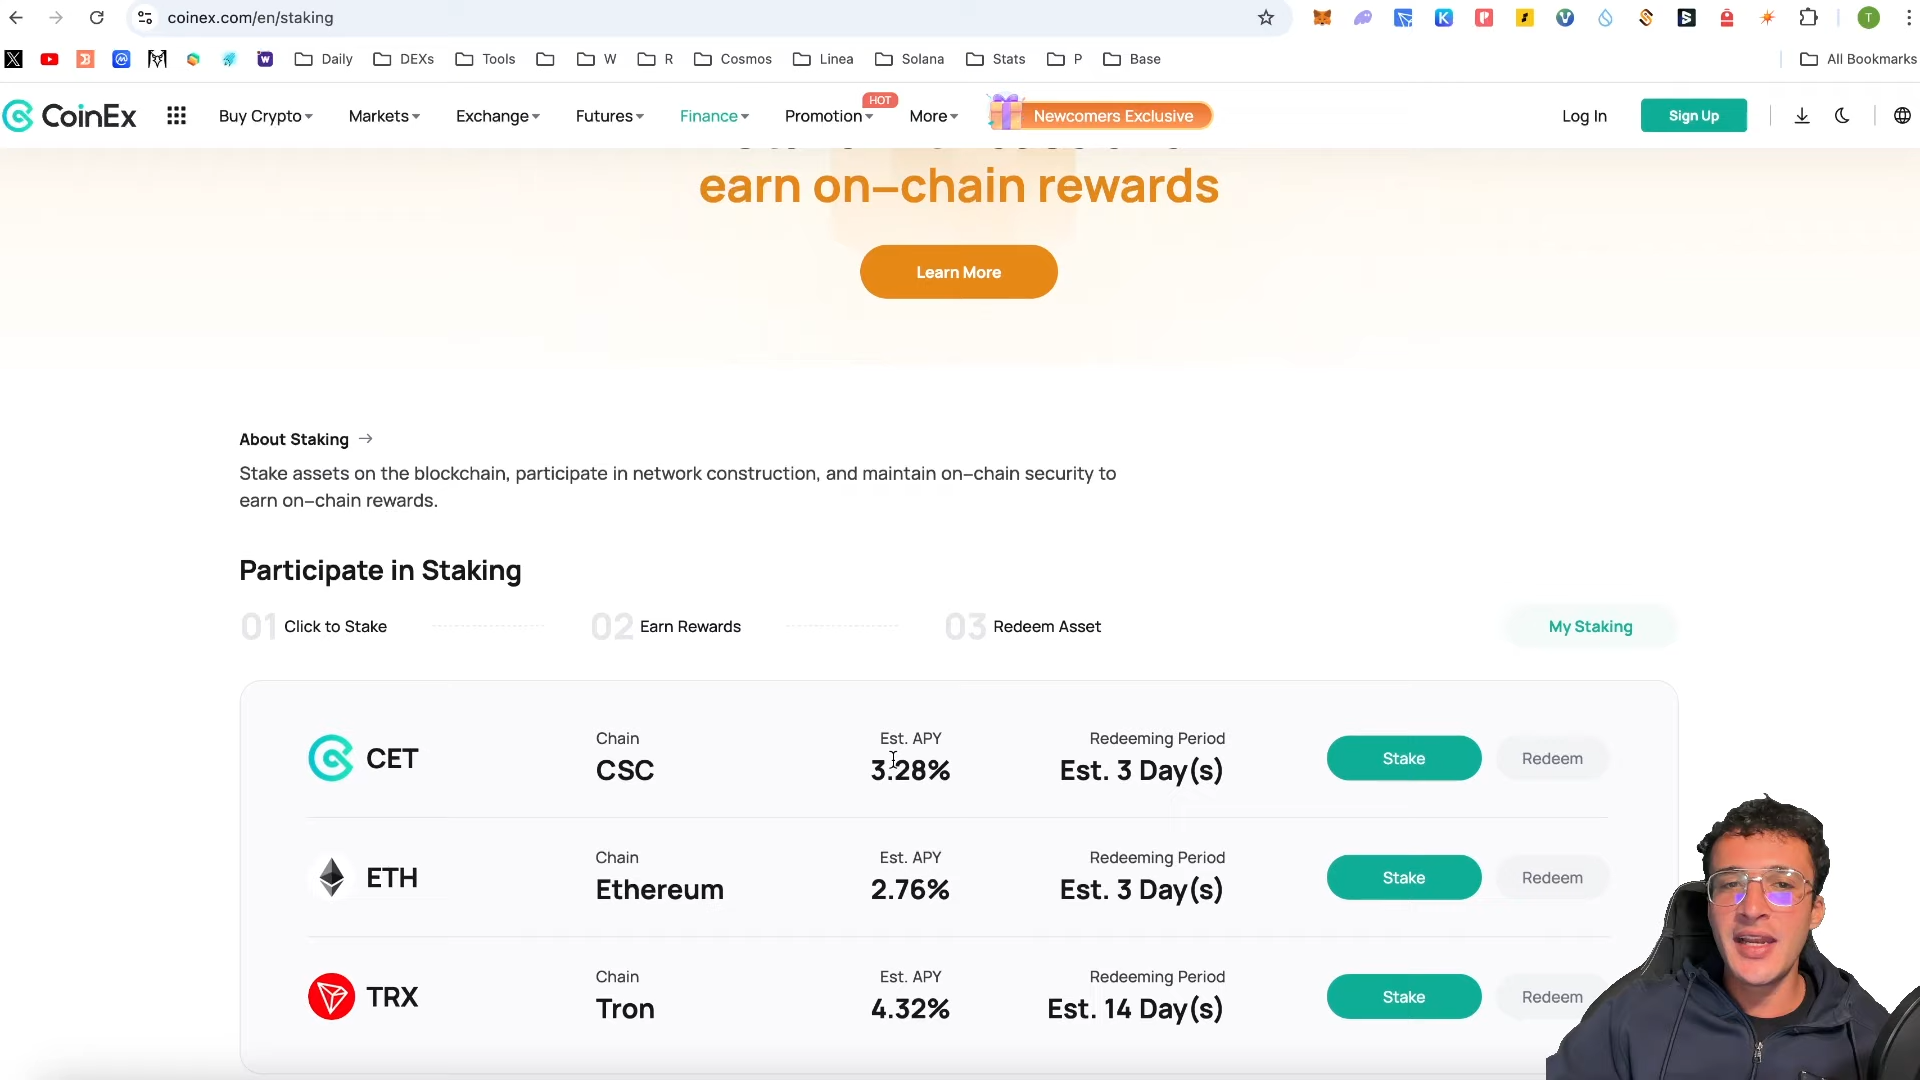 coinex.com/en/staking
Daily DEXs Tools W R Cosmos Linea Solana Stats P Base All Bookmarks
CoinEx Buy Crypto Markets Exchange Futures Finance Promotion HOT More Newcomers Exclusive Log In Sign Up
earn on–chain rewards
Learn More
About Staking →
Stake assets on the blockchain, participate in network construction, and maintain on–chain security to
earn on–chain rewards.
Participate in Staking
01 Click to Stake 02 Earn Rewards 03 Redeem Asset My Staking
Chain Est. APY Redeeming Period
CET CSC 3.28% Est. 3 Day(s) Stake Redeem
Chain Est. APY Redeeming Period
ETH Ethereum 2.76% Est. 3 Day(s) Stake Redeem
Chain Est. APY Redeeming Period
TRX Tron 4.32% Est. 14 Day(s) Stake Redeem